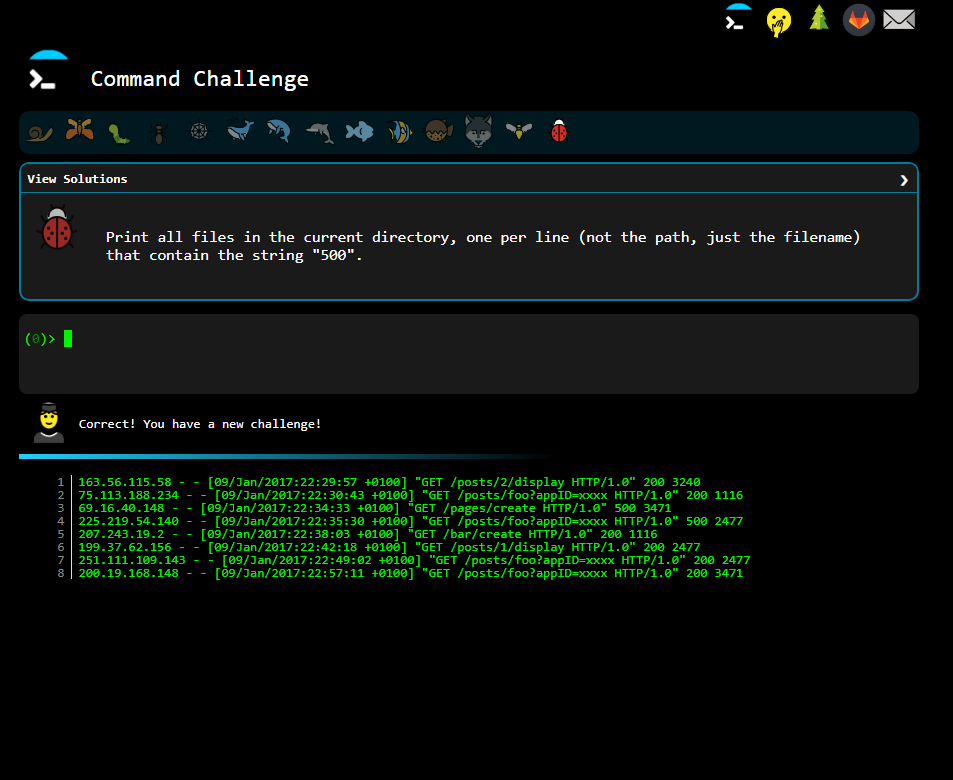 Command Challenge
View Solutions
Print all files in the current directory, one per line (not the path, just the filename)
that contain the string "500".
(0)>
Correct! You have a new challenge!
1 163.56.115.58 - - [09/Jan/2017:22:29:57 +0100] "GET /posts/2/display HTTP/1.0" 200 3240
2 75.113.188.234 - - [09/Jan/2017:22:30:43 +0100] "GET /posts/foo?appID=xxxx HTTP/1.0" 200 1116
3 69.16.40.148 - - [09/Jan/2017:22:34:33 +0100] "GET /pages/create HTTP/1.0" 500 3471
4 225.219.54.140 - - [09/Jan/2017:22:35:30 +0100] "GET /posts/foo?appID=xxxx HTTP/1.0" 500 2477
5 207.243.19.2 - - [09/Jan/2017:22:38:03 +0100] "GET /bar/create HTTP/1.0" 200 1116
6 199.37.62.156 - - [09/Jan/2017:22:42:18 +0100] "GET /posts/1/display HTTP/1.0" 200 2477
7 251.111.109.143 - - [09/Jan/2017:22:49:02 +0100] "GET /posts/foo?appID=xxxx HTTP/1.0" 200 2477
8 200.19.168.148 - - [09/Jan/2017:22:57:11 +0100] "GET /posts/foo?appID=xxxx HTTP/1.0" 200 3471